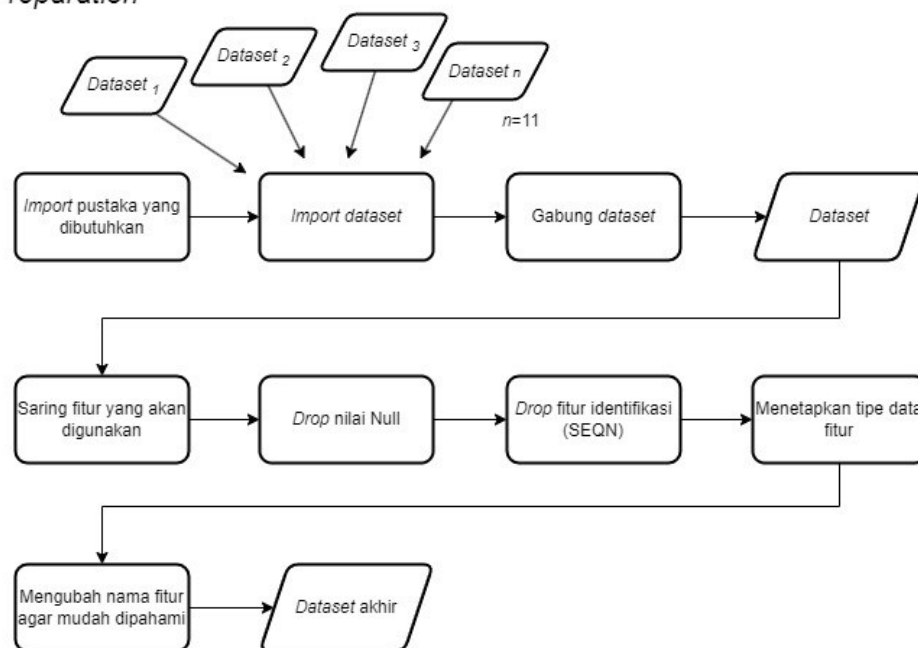 Dataset 1
Dataset 2
Dataset 3
Dataset n
n=11
Import pustaka yang
dibutuhkan
Import dataset
Gabung dataset
Dataset
Saring fitur yang akan
digunakan
Drop nilai Null
Drop fitur identifikasi
(SEQN)
Menetapkan tipe data
fitur
Mengubah nama fitur
agar mudah dipahami
Dataset akhir